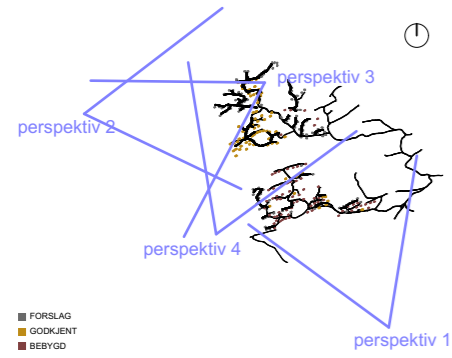 perspektiv 3
perspektiv 2
perspektiv 4
perspektiv 1
FORSLAG
GODKJENT
BEBYGD